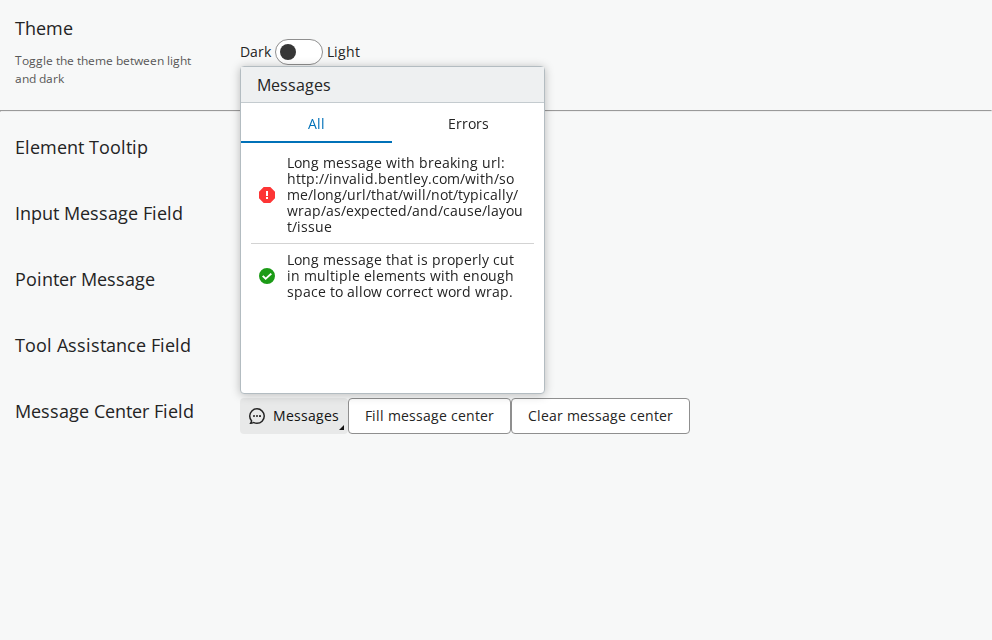 Theme
Toggle the theme between light
and dark
Dark Light
Messages
All Errors
Long message with breaking url:
http://invalid.bentley.com/with/so
me/long/url/that/will/not/typically/
wrap/as/expected/and/cause/layou
t/issue
Long message that is properly cut
in multiple elements with enough
space to allow correct word wrap.
Element Tooltip
Input Message Field
Pointer Message
Tool Assistance Field
Message Center Field
Messages Fill message center Clear message center